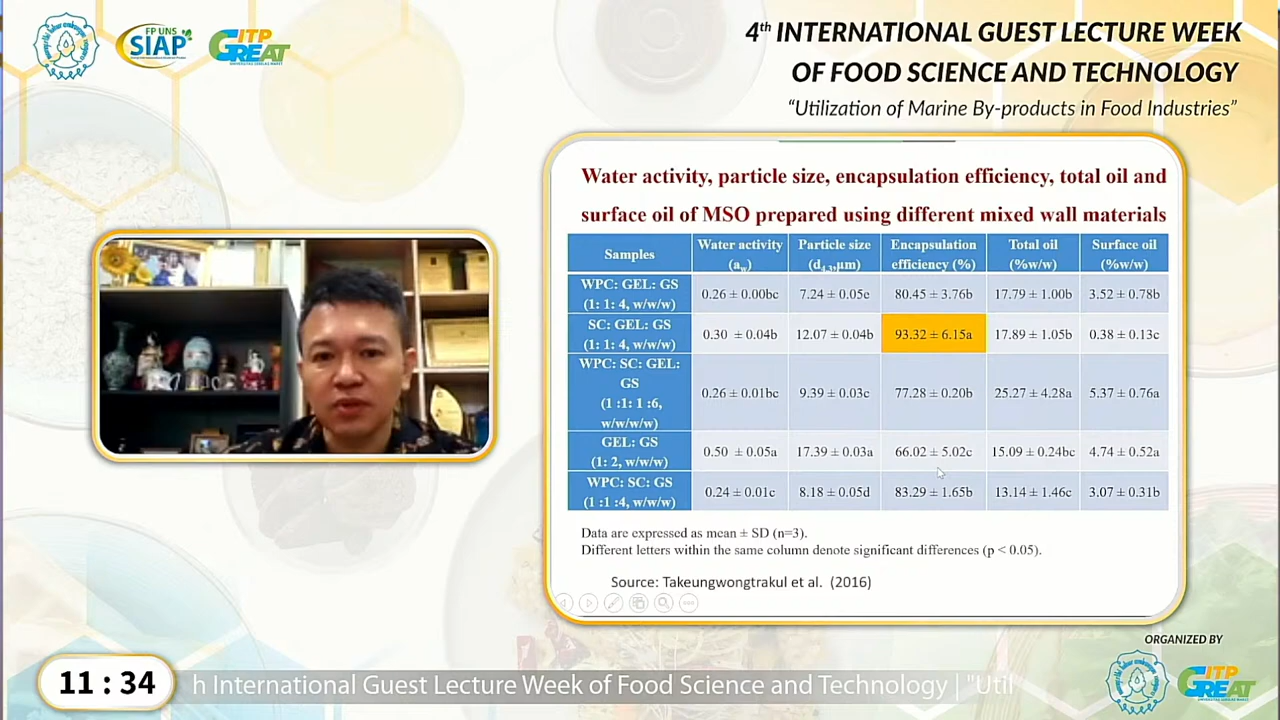 FP UNS
SIAP
ITP
GREAT
4th INTERNATIONAL GUEST LECTURE WEEK
OF FOOD SCIENCE AND TECHNOLOGY
“Utilization of Marine By-products in Food Industries”
Water activity, particle size, encapsulation efficiency, total oil and
surface oil of MSO prepared using different mixed wall materials
Samples
Water activity
(aw)
Particle size
(d4,3,µm)
Encapsulation
efficiency (%)
Total oil
(%w/w)
Surface oil
(%w/w)
WPC: GEL: GS
(1: 1: 4, w/w/w)
0.26 ± 0.00bc
7.24 ± 0.05e
80.45 ± 3.76b
17.79 ± 1.00b
3.52 ± 0.78b
SC: GEL: GS
(1: 1: 4, w/w/w)
0.30 ± 0.04b
12.07 ± 0.04b
93.32 ± 6.15a
17.89 ± 1.05b
0.38 ± 0.13c
WPC: SC: GEL:
GS
(1 :1: 1 :6,
w/w/w/w)
0.26 ± 0.01bc
9.39 ± 0.03c
77.28 ± 0.20b
25.27 ± 4.28a
5.37 ± 0.76a
GEL: GS
(1: 2, w/w/w)
0.50 ± 0.05a
17.39 ± 0.03a
66.02 ± 5.02c
15.09 ± 0.24bc
4.74 ± 0.52a
WPC: SC: GS
(1 :1 :4, w/w/w)
0.24 ± 0.01c
8.18 ± 0.05d
83.29 ± 1.65b
13.14 ± 1.46c
3.07 ± 0.31b
Data are expressed as mean ± SD (n=3).
Different letters within the same column denote significant differences (p < 0.05).
Source: Takeungwongtrakul et al. (2016)
ORGANIZED BY
ITP
GREAT
11 : 34
h International Guest Lecture Week of Food Science and Technology / "Util